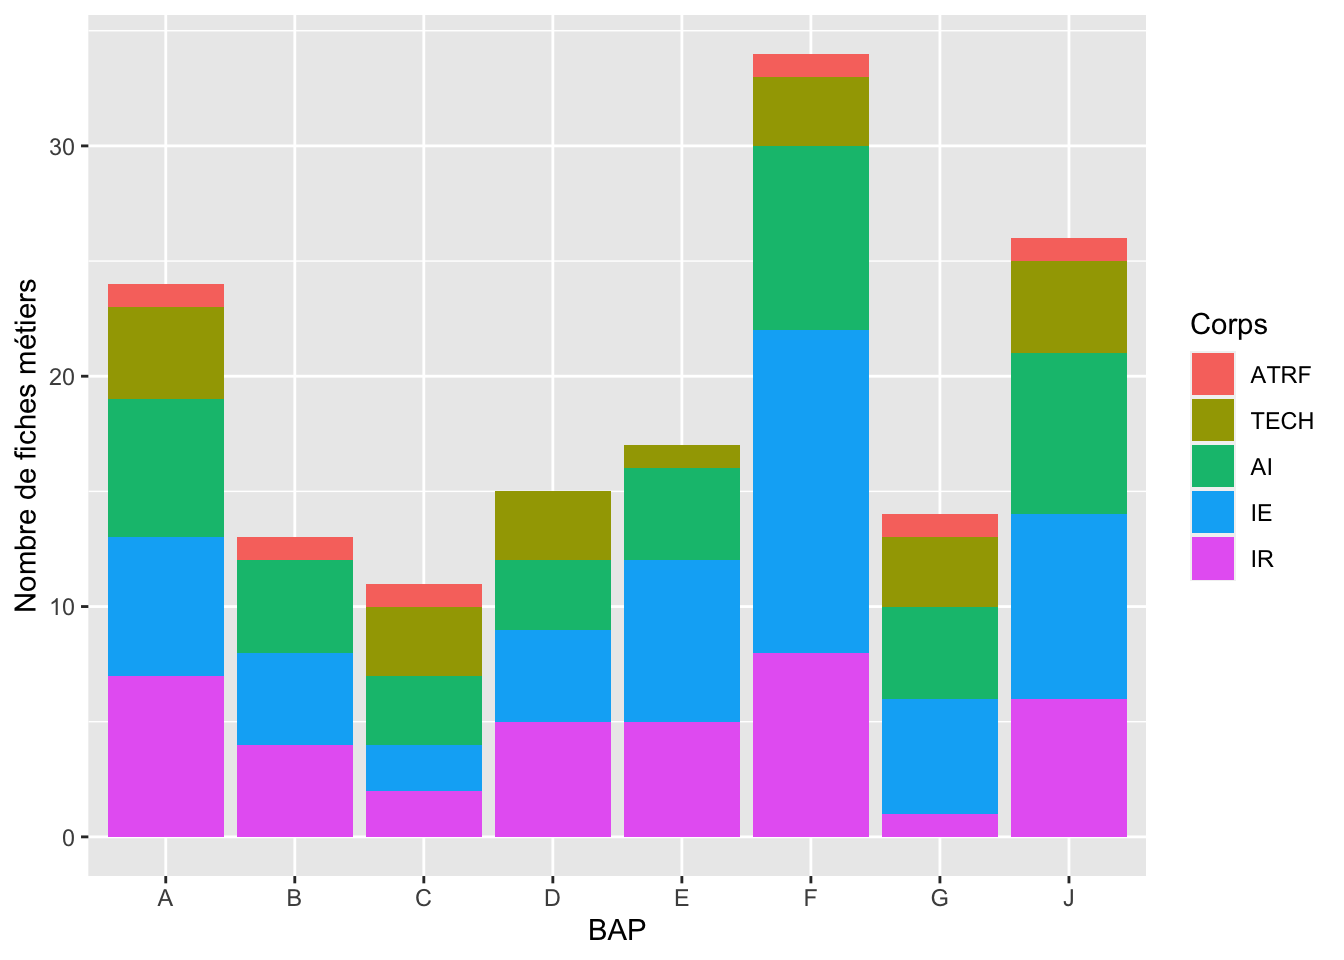 Nombre de fiches métiers
30
20
10
0
A B C D E F G J
BAP
Corps
ATRF
TECH
AI
IE
IR